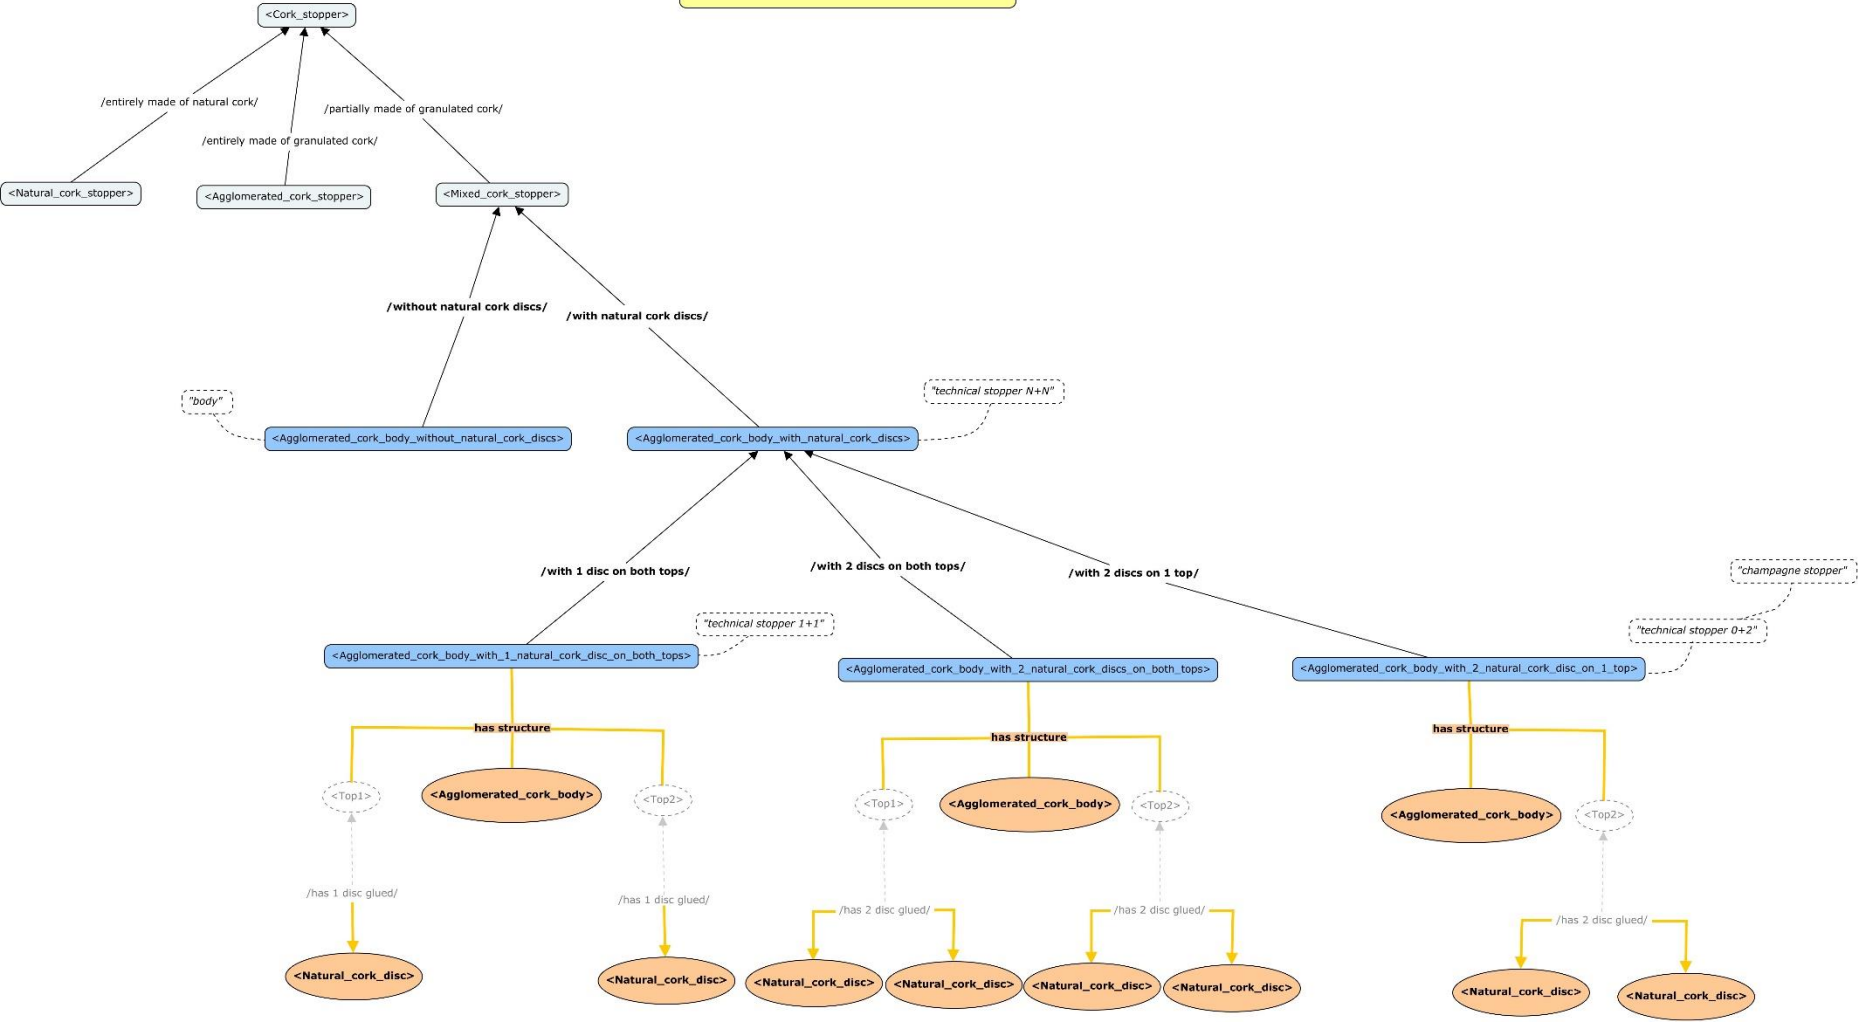 <Cork_stopper>
/entirely made of natural cork/
/partially made of granulated cork/
/entirely made of granulated cork/
<Natural_cork_stopper>
<Agglomerated_cork_stopper>
<Mixed_cork_stopper>
/without natural cork discs/
/with natural cork discs/
"body"
"technical stopper N+N"
<Agglomerated_cork_body_without_natural_cork_discs>
<Agglomerated_cork_body_with_natural_cork_discs>
/with 1 disc on both tops/
/with 2 discs on both tops/
/with 2 discs on 1 top/
"champagne stopper"
"technical stopper 1+1"
"technical stopper 0+2"
<Agglomerated_cork_body_with_1_natural_cork_disc_on_both_tops>
<Agglomerated_cork_body_with_2_natural_cork_discs_on_both_tops>
<Agglomerated_cork_body_with_2_natural_cork_disc_on_1_top>
has structure
has structure
has structure
<Top1>
<Agglomerated_cork_body>
<Top2>
<Top1>
<Agglomerated_cork_body>
<Top2>
<Agglomerated_cork_body>
<Top2>
/has 1 disc glued/
/has 1 disc glued/
/has 2 disc glued/
/has 2 disc glued/
/has 2 disc glued/
<Natural_cork_disc>
<Natural_cork_disc>
<Natural_cork_disc>
<Natural_cork_disc>
<Natural_cork_disc>
<Natural_cork_disc>
<Natural_cork_disc>
<Natural_cork_disc>